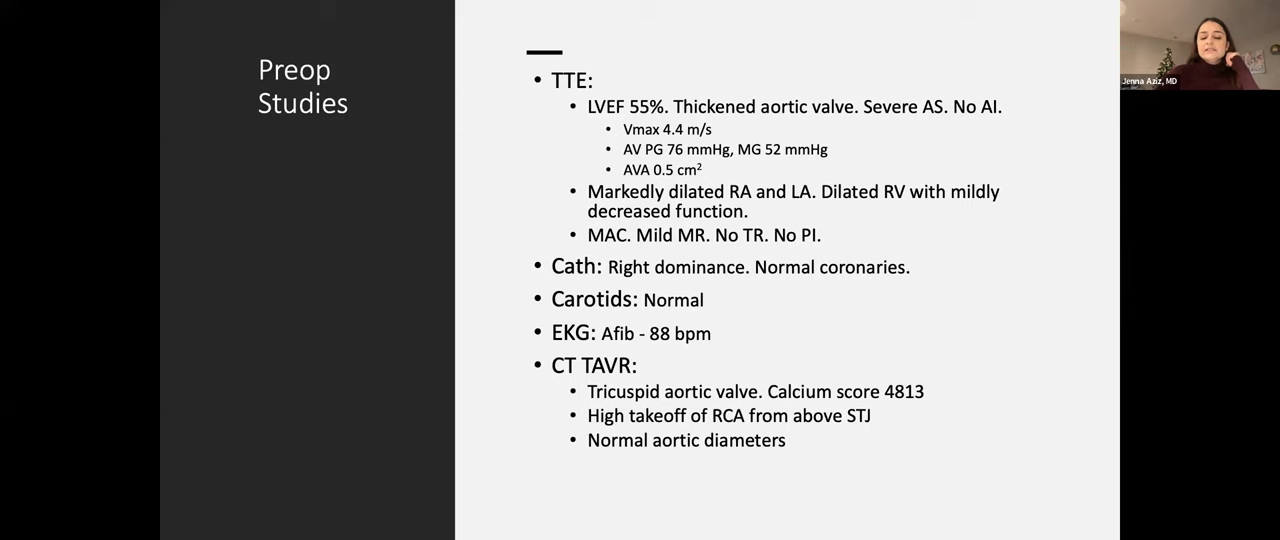 Preop
Studies
• TTE:
• LVEF 55%. Thickened aortic valve. Severe AS. No AI.
• Vmax 4.4 m/s
• AV PG 76 mmHg, MG 52 mmHg
• AVA 0.5 cm²
• Markedly dilated RA and LA. Dilated RV with mildly
decreased function.
• MAC. Mild MR. No TR. No PI.
• Cath: Right dominance. Normal coronaries.
• Carotids: Normal
• EKG: Afib - 88 bpm
• CT TAVR:
• Tricuspid aortic valve. Calcium score 4813
• High takeoff of RCA from above STJ
• Normal aortic diameters
Jenna Aziz, MD